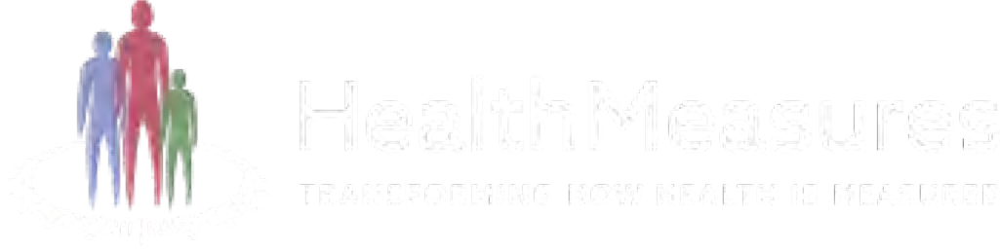 HealthMeasures
TRANSFORMING HOW HEALTH IS MEASURED